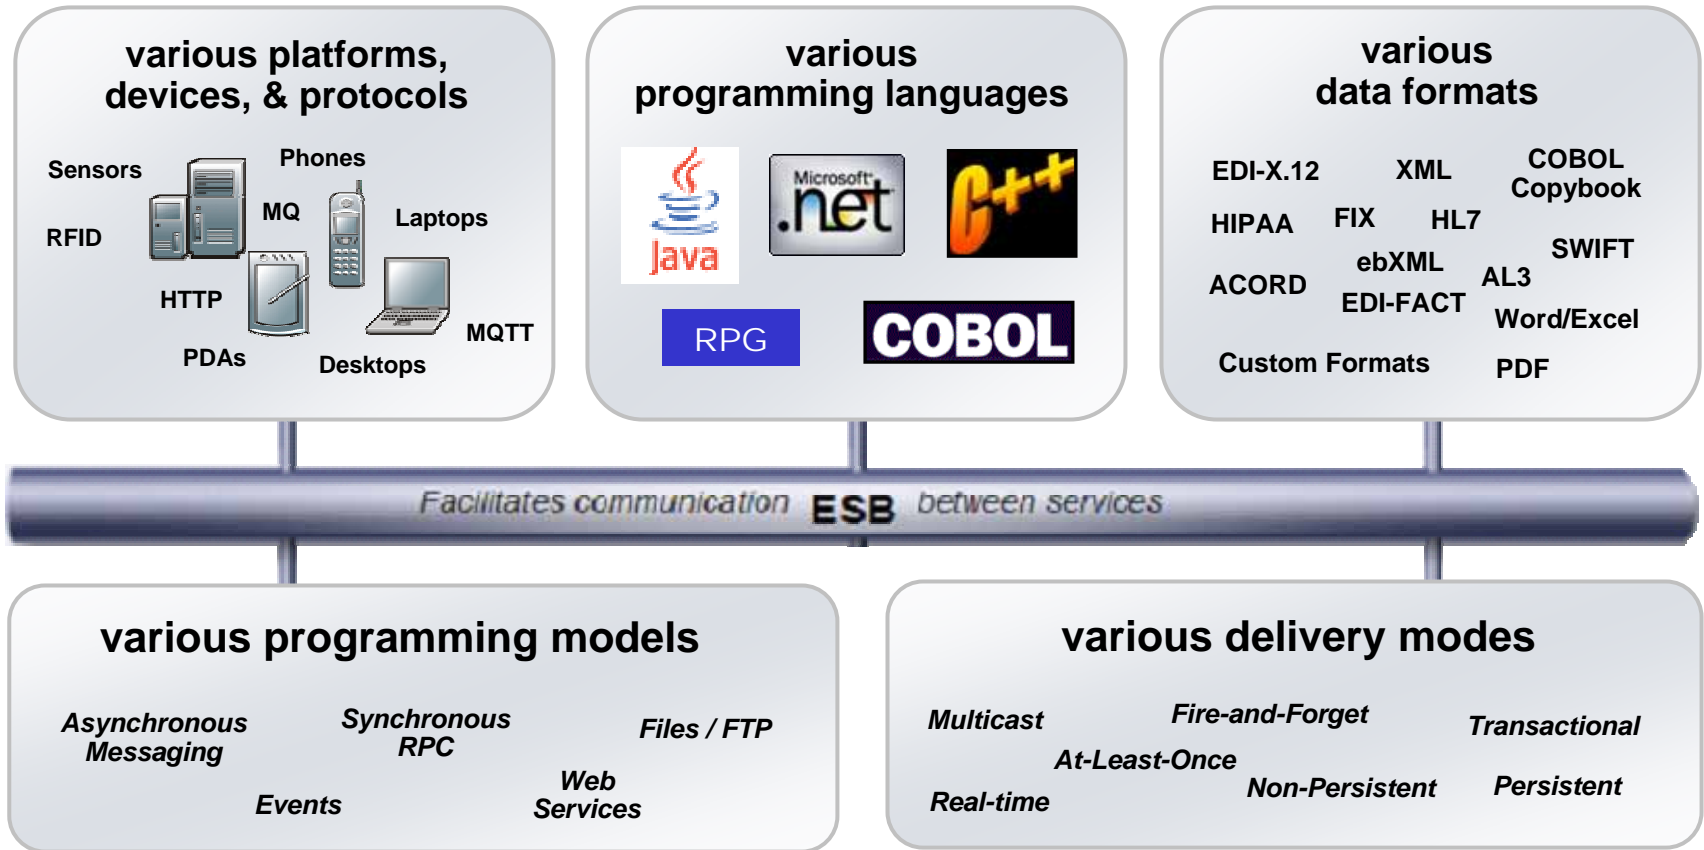 various platforms,
devices, & protocols
Sensors
Phones
MQ
Laptops
RFID
HTTP
MQTT
PDAs
Desktops
various
programming languages
Java
Microsoft
.net
C++
RPG
COBOL
various
data formats
EDI-X.12
XML
COBOL
Copybook
HIPAA
FIX
HL7
SWIFT
ebXML
AL3
ACORD
EDI-FACT
Word/Excel
Custom Formats
PDF
Facilitates communication ESB between services
various programming models
Asynchronous
Messaging
Synchronous
RPC
Files / FTP
Events
Web
Services
various delivery modes
Multicast
Fire-and-Forget
Transactional
At-Least-Once
Non-Persistent
Persistent
Real-time